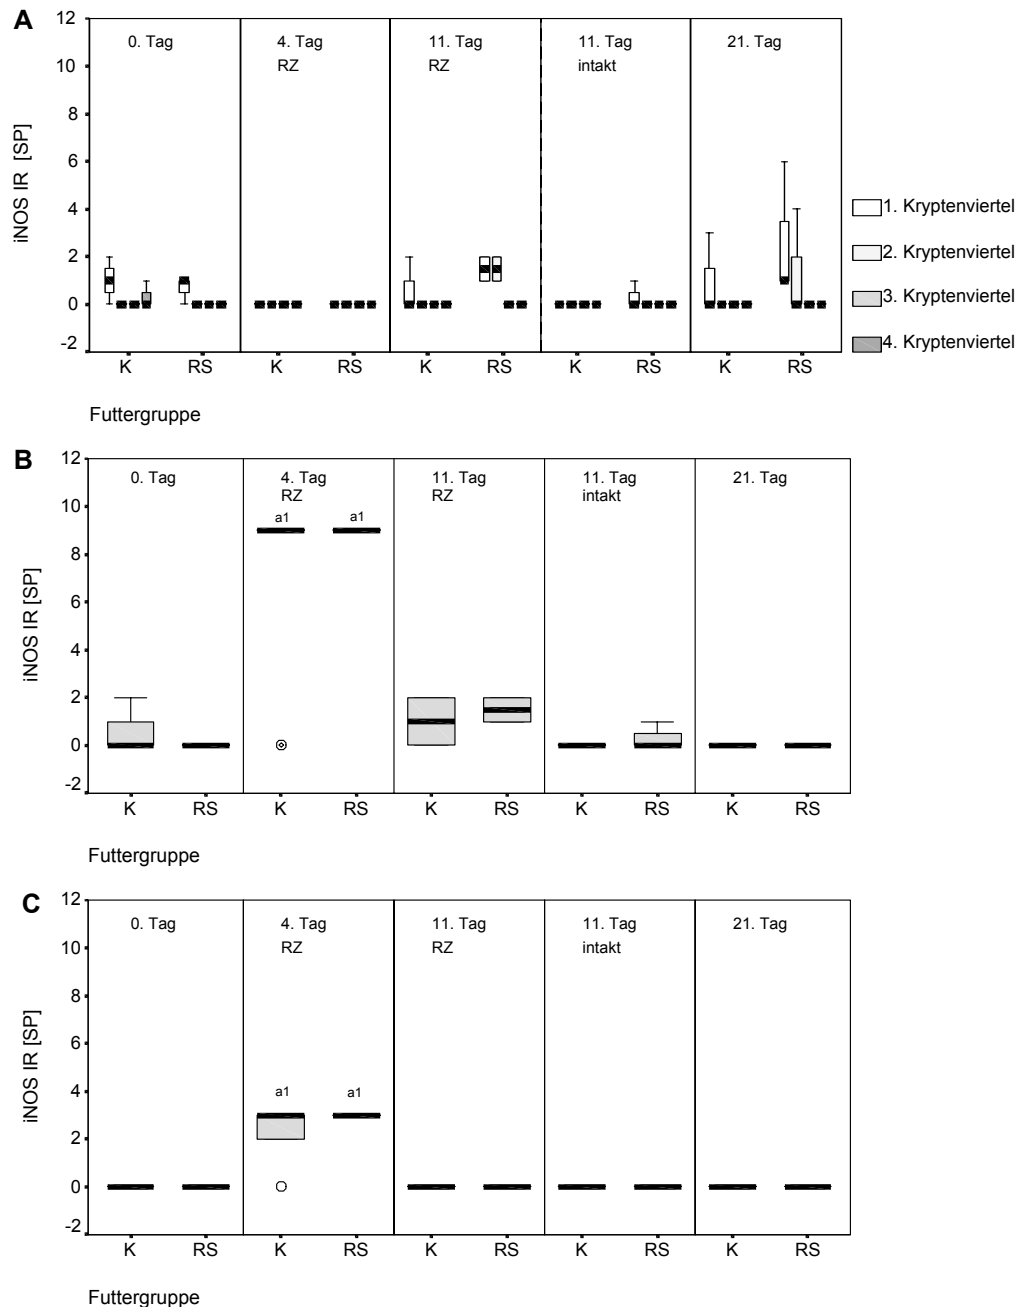 A
12
10
8
6
4
2
0
-2
iNOS IR [SP]
0. Tag
4. Tag
RZ
11. Tag
RZ
11. Tag
intakt
21. Tag
K RS K RS K RS K RS K RS
Futtergruppe
1. Kryptenviertel
2. Kryptenviertel
3. Kryptenviertel
4. Kryptenviertel
B
12
10
8
6
4
2
0
-2
iNOS IR [SP]
0. Tag
4. Tag
RZ
a1 a1
11. Tag
RZ
11. Tag
intakt
21. Tag
K RS K RS K RS K RS K RS
Futtergruppe
C
12
10
8
6
4
2
0
-2
iNOS IR [SP]
0. Tag
4. Tag
RZ
a1 a1
11. Tag
RZ
11. Tag
intakt
21. Tag
K RS K RS K RS K RS K RS
Futtergruppe